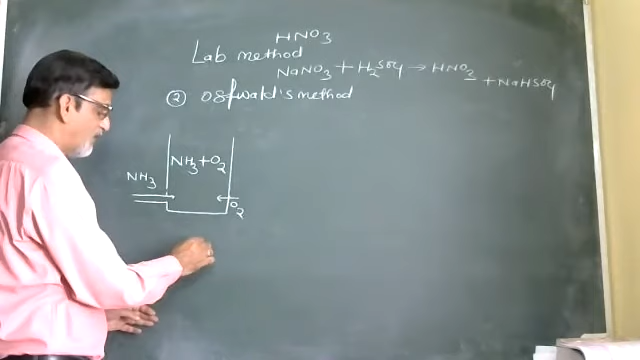 HNO3
Lab method
NaNO3 + H2SO4 → HNO3 + NaHSO4
② Ostwald's method
NH3 + O2
NH3
O2